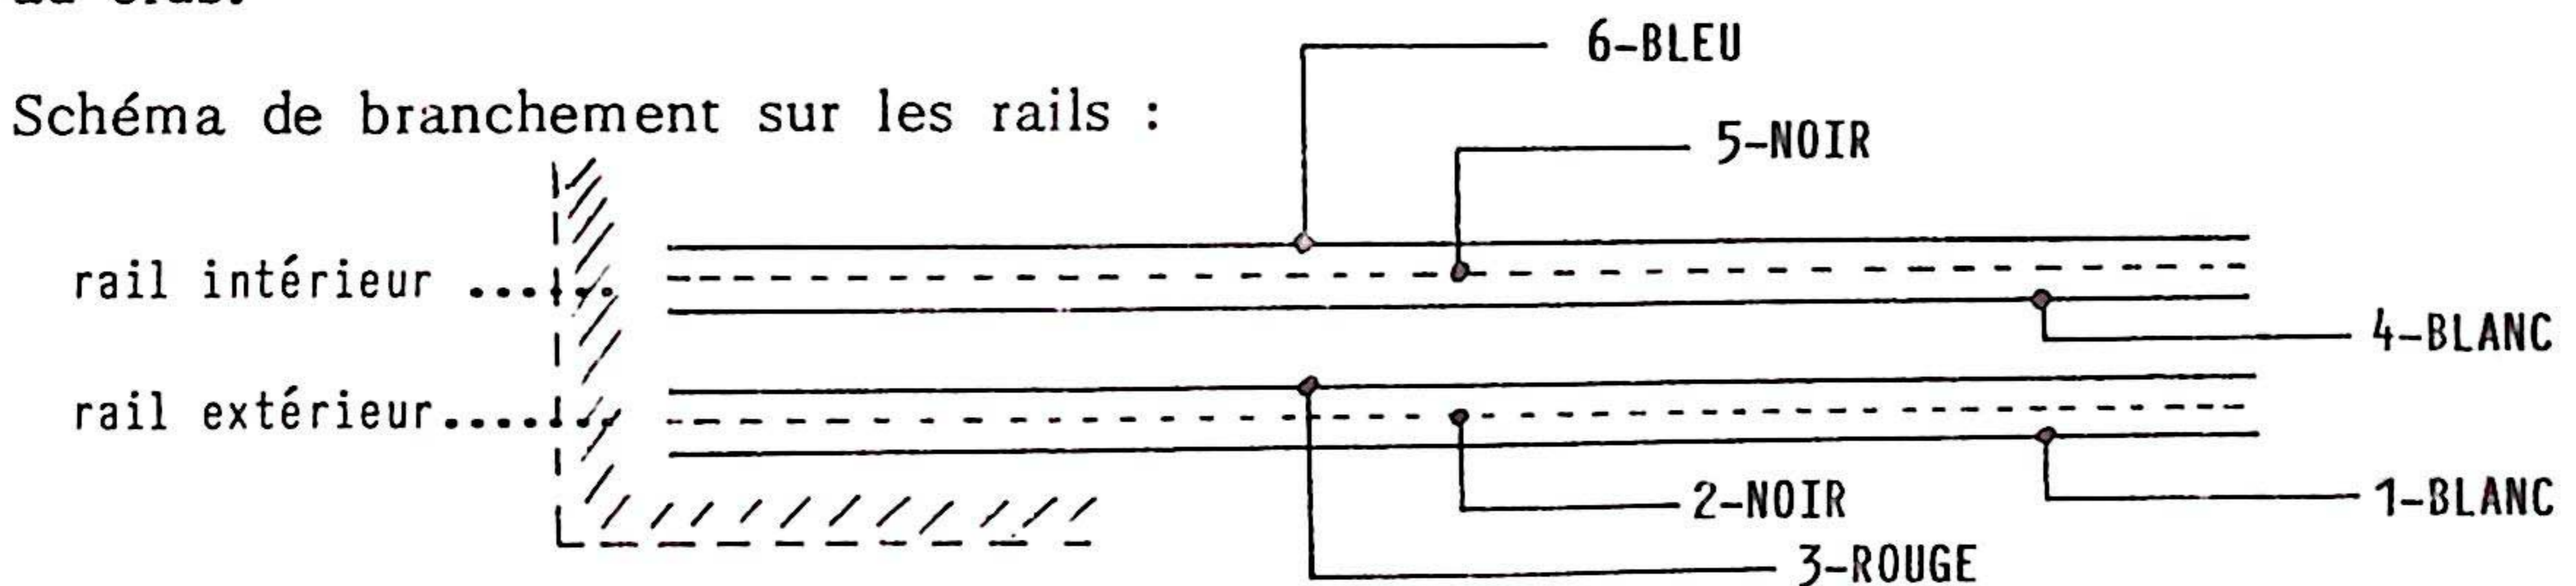 6-BLEU
Schéma de branchement sur les rails :
5-NOIR
rail intérieur ......
4-BLANC
rail extérieur.......
2-NOIR
1-BLANC
3-ROUGE